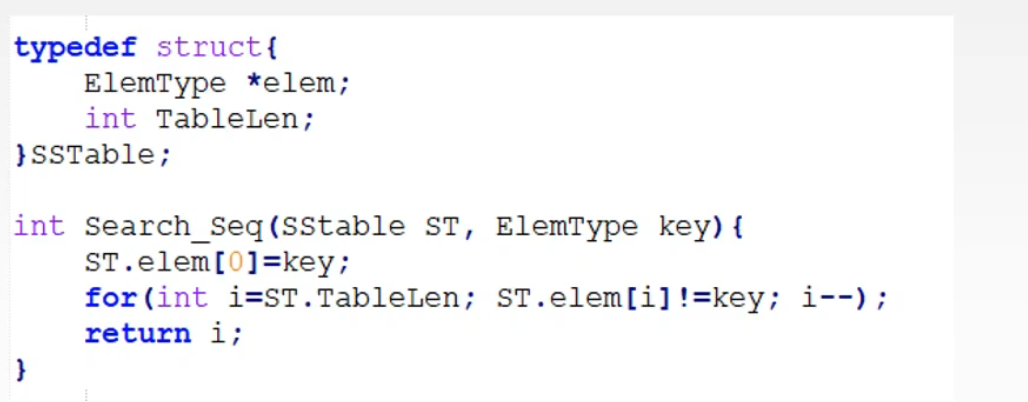 typedef struct{
    ElemType *elem;
    int TableLen;
}SSTable;

int Search_Seq(SStable ST, ElemType key){
    ST.elem[0]=key;
    for(int i=ST.TableLen; ST.elem[i]!=key; i--);
    return i;
}